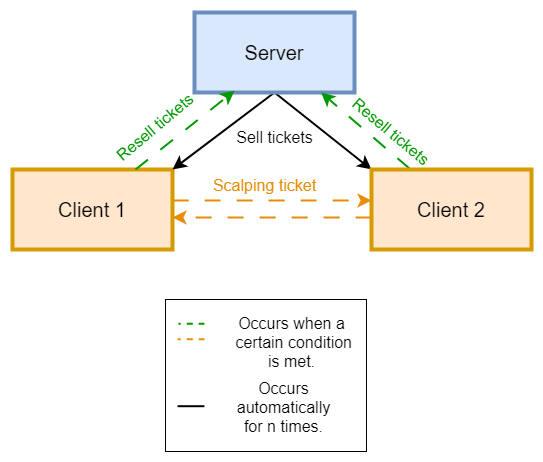 Server
Resell tickets
Resell tickets
Sell tickets
Client 1
Scalping ticket
Client 2
Occurs when a
certain condition
is met.
Occurs
automatically
for n times.